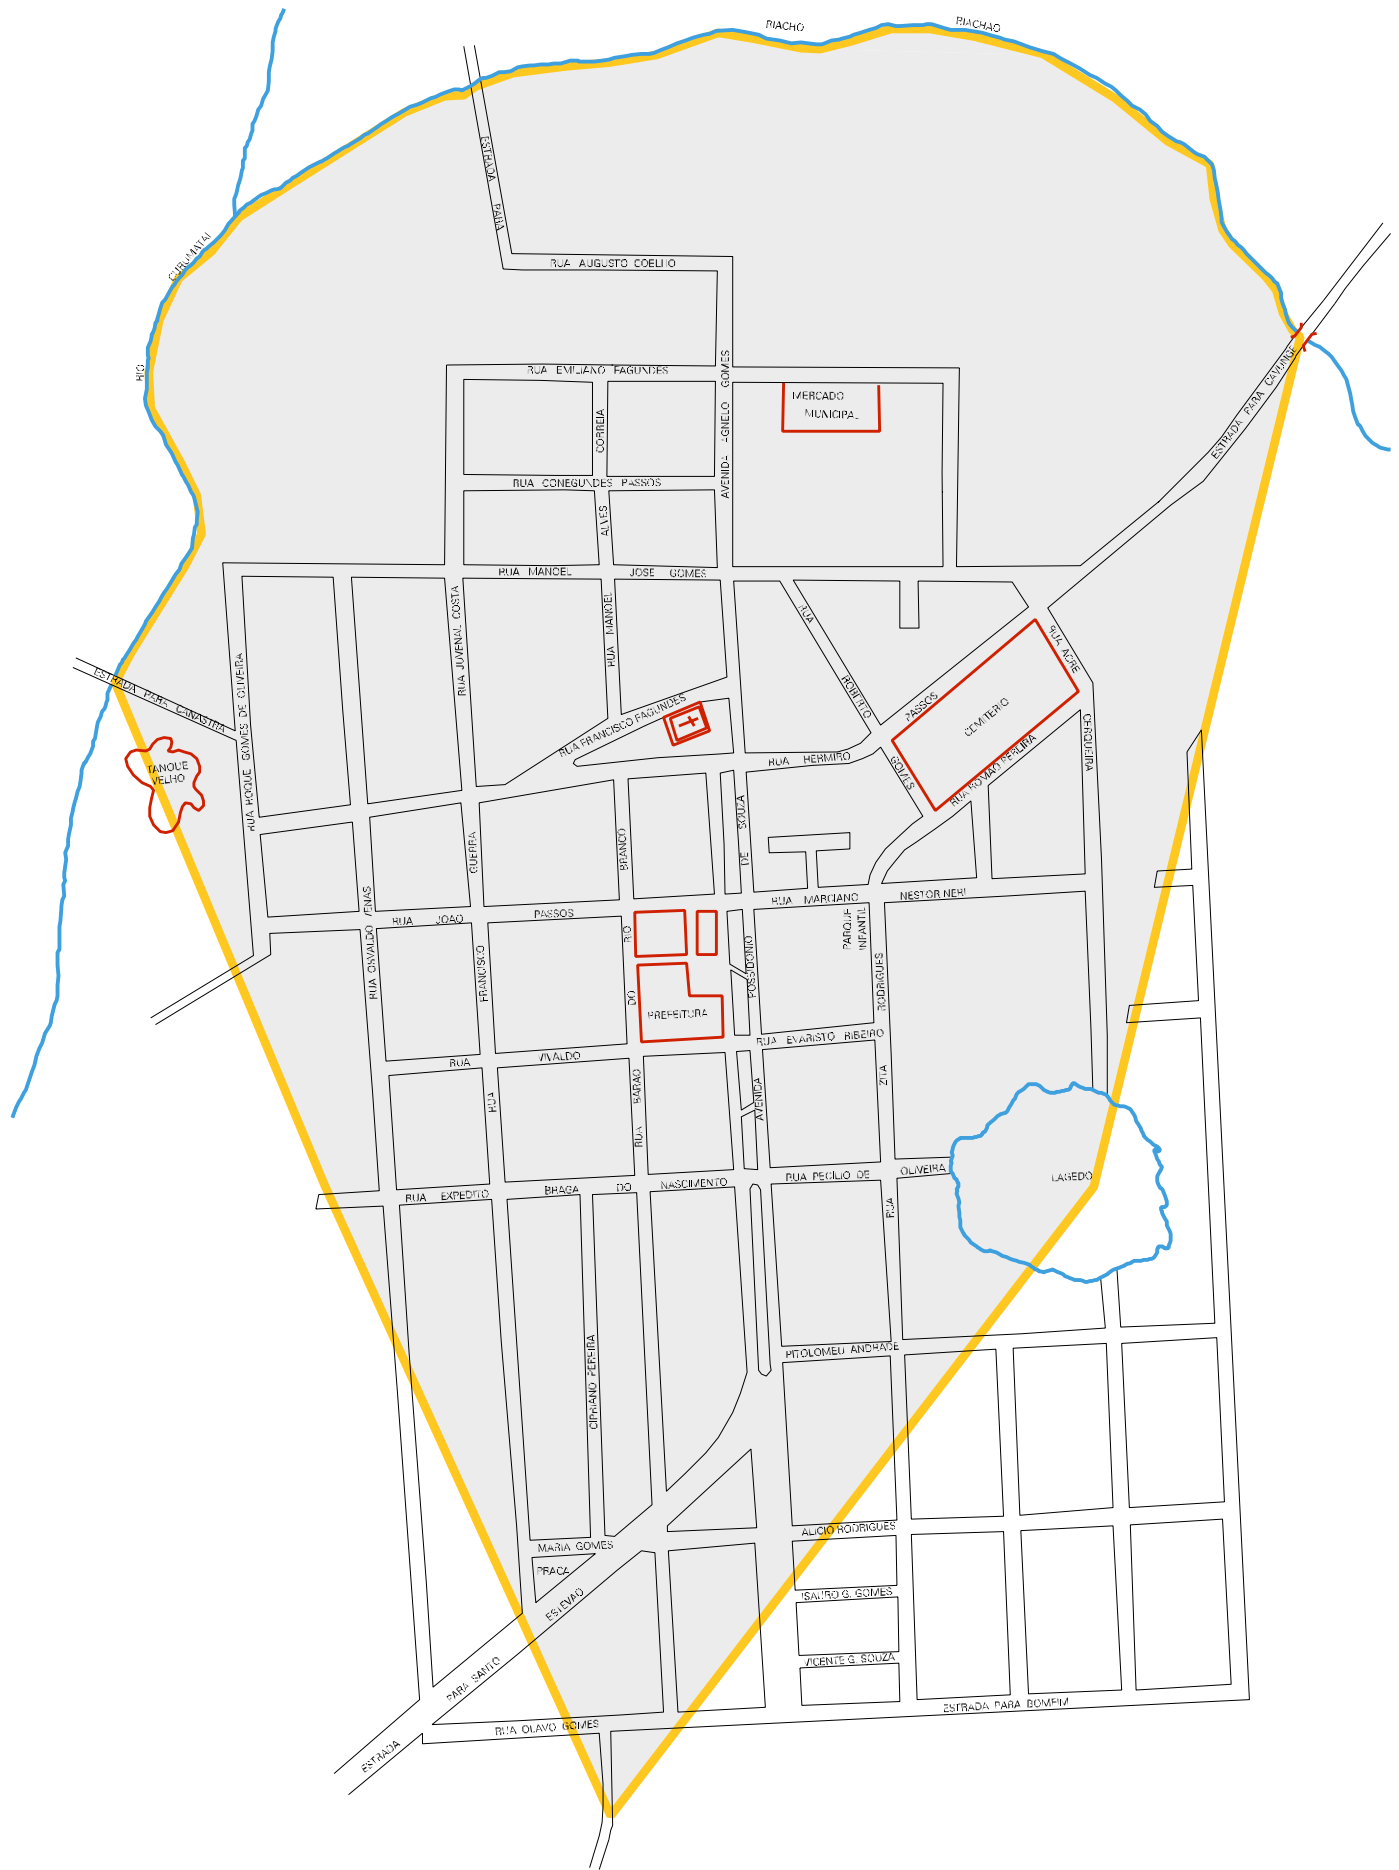 RIACHO
RIACHAO
ESTRADA PARA
CURUMATAI
RIO
RUA AUGUSTO COELHO
RUA EMILIANO FAGUNDES
AVENIDA AGNELO GOMES
MERCADO
MUNICIPAL
ESTRADA PARA CAVUNGE
CORREIA
RUA CONEGUNDES PASSOS
ALVES
RUA MANOEL JOSE GOMES
RUA MANOEL
RUA JUVENAL COSTA
RUA ROQUE GOMES DE OLIVEIRA
ESTRADA PARA CANASTRA
TANQUE
VELHO
RUA FRANCISCO FAGUNDES
RUA ROBERTO GOMES
RUA HERMIRO PASSOS
CEMITERIO
RUA ACRE
CERQUEIRA
RUA ROMAO PEREIRA
GUERRA
BRANCO
DE SOUZA
RUA OSVALDO VENAS
RUA JOAO PASSOS
RUA MARCIANO NESTOR NERI
PARQUE
INFANTIL
FRANCISCO
RIO
DO
POSSIDONIO
RODRIGUES
PREFEITURA
RUA VIVALDO
RUA EVARISTO RIBEIRO
RUA
RUA BARAO
AVENIDA
ZITA
RUA EXPEDITO BRAGA DO NASCIMENTO
RUA PECILIO DE OLIVEIRA
LAGEDO
RUA
CIPRIANO PEREIRA
PITOLOMEU ANDRADE
MARIA GOMES
PRACA
ALICIO RODRIGUES
ISAURO G. GOMES
VICENTE G. SOUZA
ESTRADA PARA SANTO ESTEVAO
RUA OLAVO GOMES
ESTRADA PARA BOMFIM